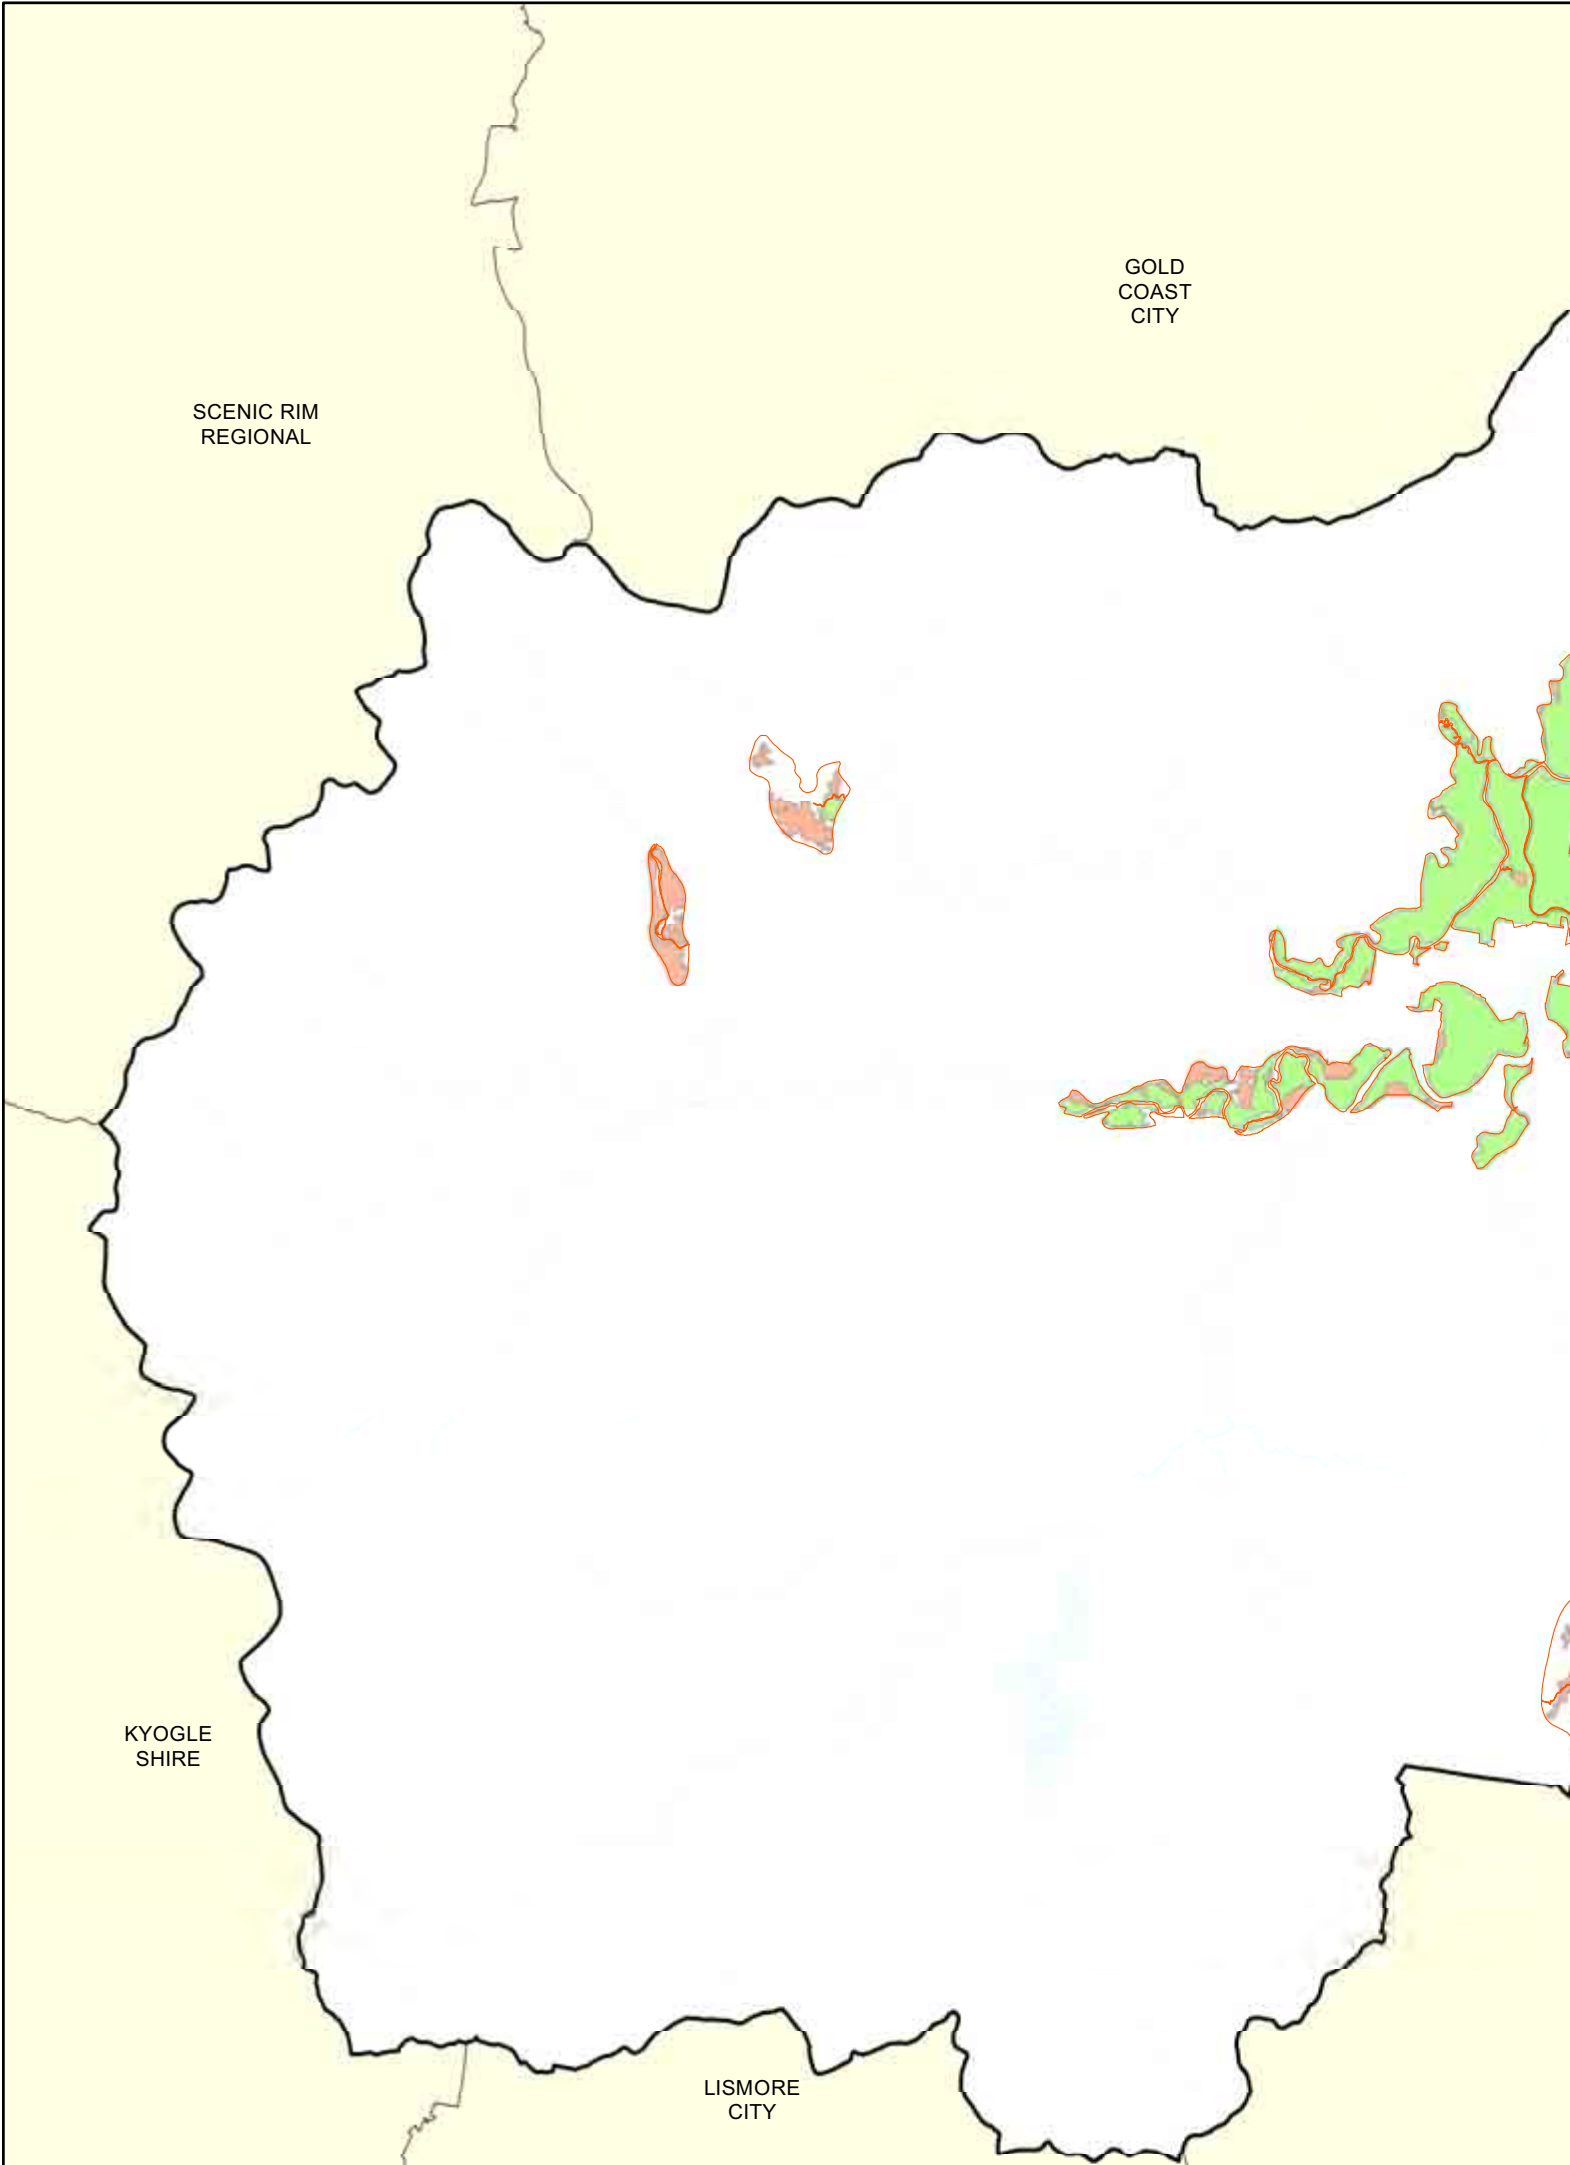 GOLD
COAST
CITY
SCENIC RIM
REGIONAL
KYOGLE
SHIRE
LISMORE
CITY